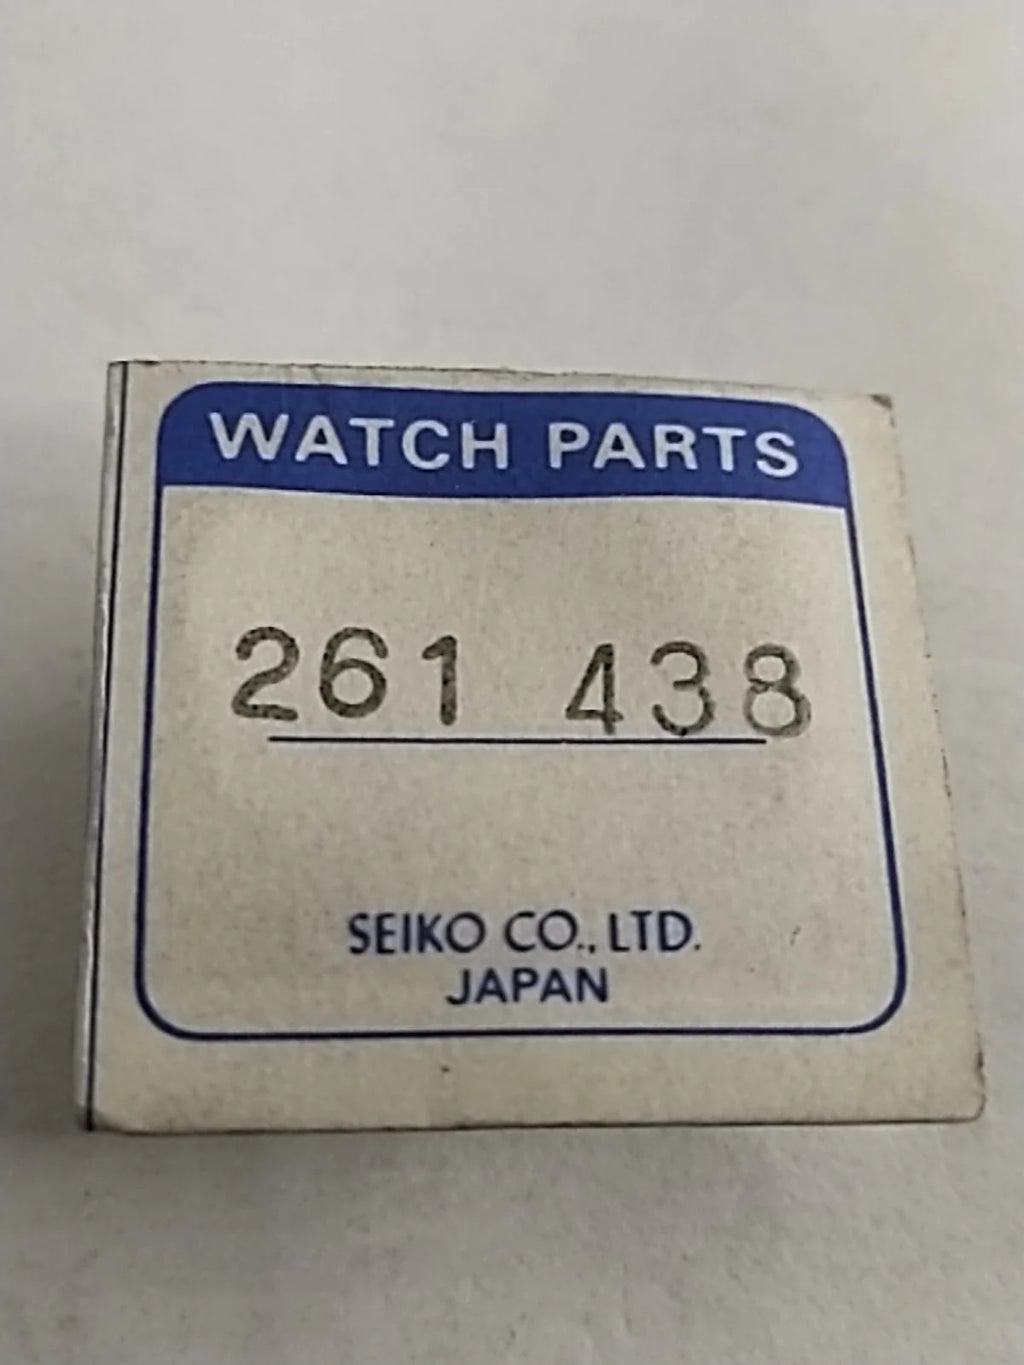 WATCH PARTS
261 438
SEIKO CO., LTD.
JAPAN